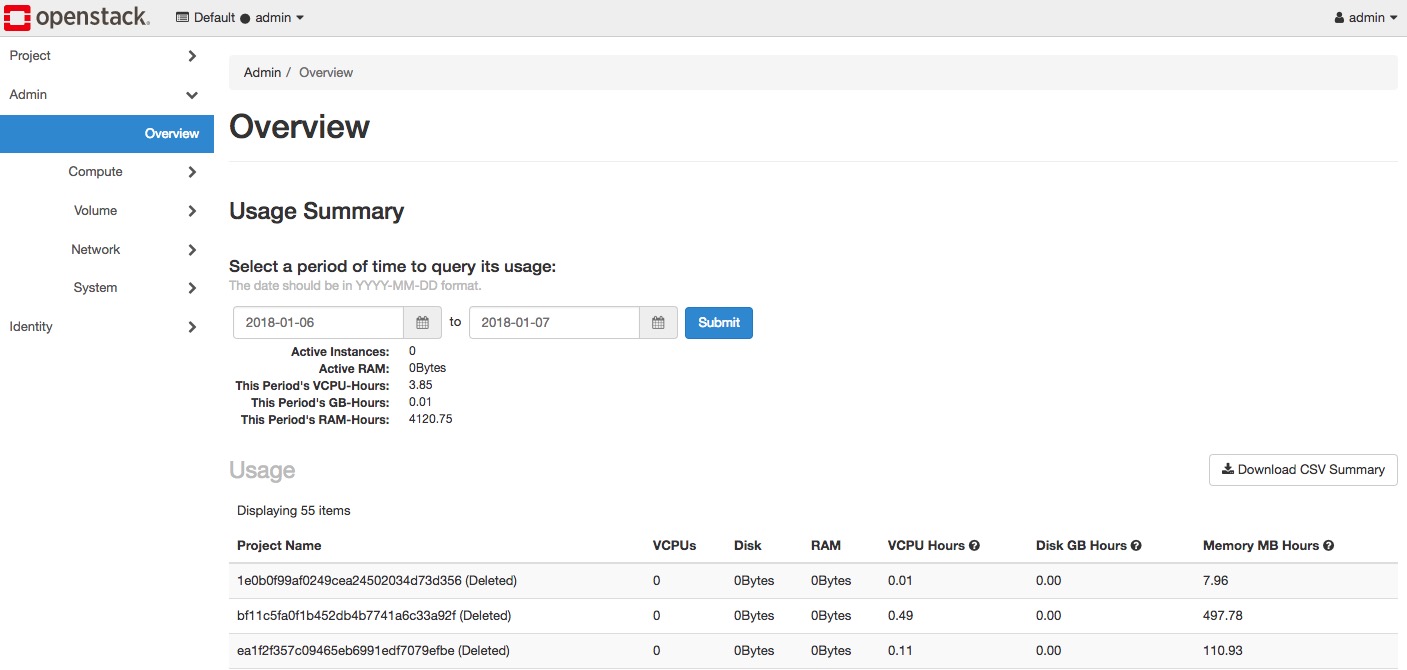 openstack. Default admin admin
Project
Admin
Overview
Compute
Volume
Network
System
Identity
Admin / Overview
Overview
Usage Summary
Select a period of time to query its usage:
The date should be in YYYY-MM-DD format.
2018-01-06 to 2018-01-07 Submit
Active Instances: 0
Active RAM: 0Bytes
This Period's VCPU-Hours: 3.85
This Period's GB-Hours: 0.01
This Period's RAM-Hours: 4120.75
Usage Download CSV Summary
Displaying 55 items
Project Name VCPUs Disk RAM VCPU Hours Disk GB Hours Memory MB Hours
1e0b0f99af0249cea24502034d73d356 (Deleted) 0 0Bytes 0Bytes 0.01 0.00 7.96
bf11c5fa0f1b452db4b7741a6c33a92f (Deleted) 0 0Bytes 0Bytes 0.49 0.00 497.78
ea1f2f357c09465eb6991edf7079efbe (Deleted) 0 0Bytes 0Bytes 0.11 0.00 110.93